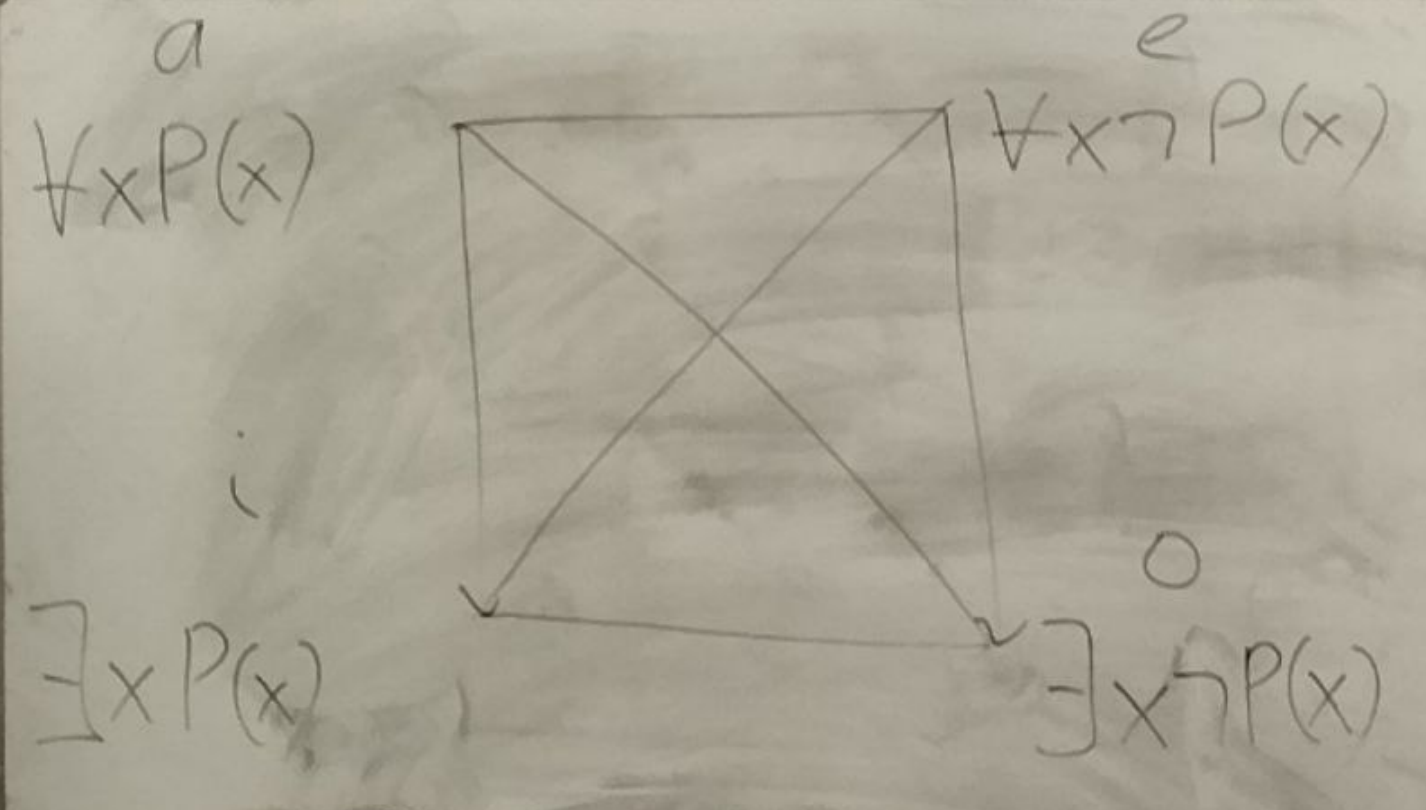 a
e
∀xP(x)
∀x¬P(x)
i
o
∃xP(x)
∃x¬P(x)